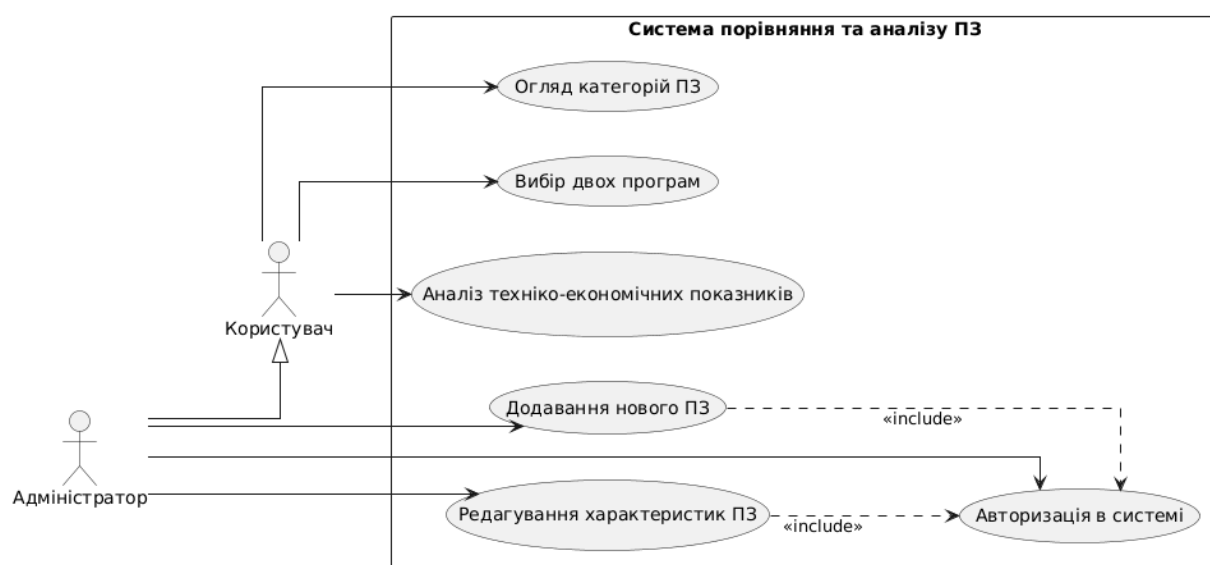 Система порівняння та аналізу ПЗ
Огляд категорій ПЗ
Вибір двох програм
Аналіз техніко-економічних показників
Користувач
Додавання нового ПЗ
«include»
Адміністратор
Редагування характеристик ПЗ
«include»
Авторизація в системі